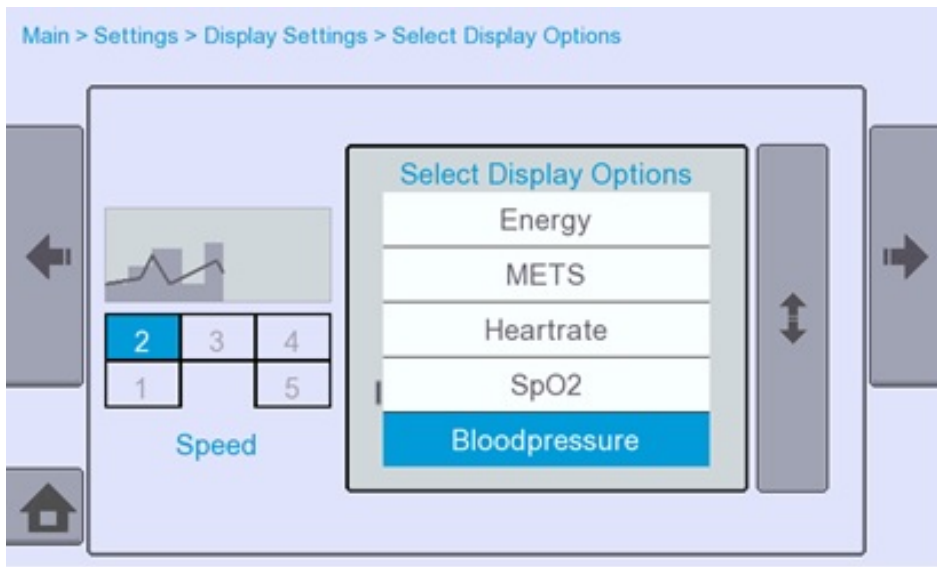 Main > Settings > Display Settings > Select Display Options
Select Display Options
Energy
METS
Heartrate
SpO2
Bloodpressure
2 3 4
1 5
Speed